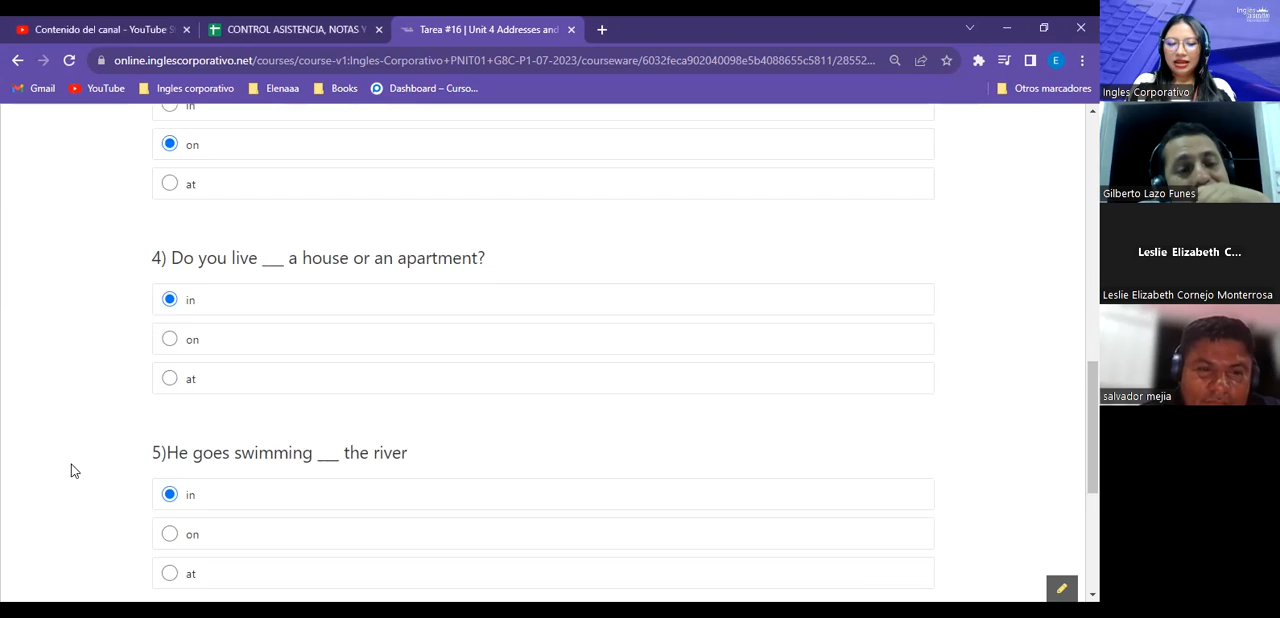 Contenido del canal - YouTube S
CONTROL ASISTENCIA, NOTAS Y
Tarea #16 | Unit 4 Addresses and
online.inglescorporativo.net/courses/course-v1:Ingles-Corporativo+PNIT01+G8C-P1-07-2023/courseware/6032feca902040098e5b4088655c5811/28552...
E
Gmail
YouTube
Ingles corporativo
Elenaaa
Books
Dashboard – Curso...
Otros marcadores
in
on
at
4) Do you live ___ a house or an apartment?
in
on
at
5)He goes swimming ___ the river
in
on
at
Ingles Corporativo
Gilberto Lazo Funes
Leslie Elizabeth C...
Leslie Elizabeth Cornejo Monterrosa
salvador mejia